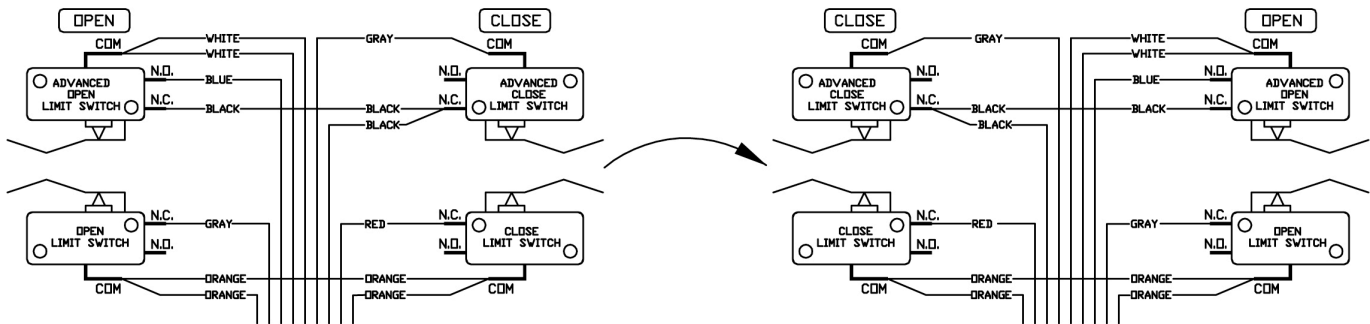 OPEN
CLOSE
COM
WHITE
WHITE
GRAY
COM
ADVANCED
OPEN
LIMIT SWITCH
N.O.
BLUE
N.C.
BLACK
BLACK
BLACK
N.O.
N.C.
ADVANCED
CLOSE
LIMIT SWITCH
OPEN
LIMIT SWITCH
N.C.
GRAY
N.O.
RED
N.C.
N.O.
CLOSE
LIMIT SWITCH
COM
ORANGE
ORANGE
ORANGE
ORANGE
COM
CLOSE
OPEN
COM
GRAY
WHITE
WHITE
COM
ADVANCED
CLOSE
LIMIT SWITCH
N.O.
N.C.
BLACK
BLACK
BLUE
BLACK
N.O.
N.C.
ADVANCED
OPEN
LIMIT SWITCH
CLOSE
LIMIT SWITCH
N.C.
RED
N.O.
GRAY
N.C.
N.O.
OPEN
LIMIT SWITCH
COM
ORANGE
ORANGE
ORANGE
ORANGE
COM